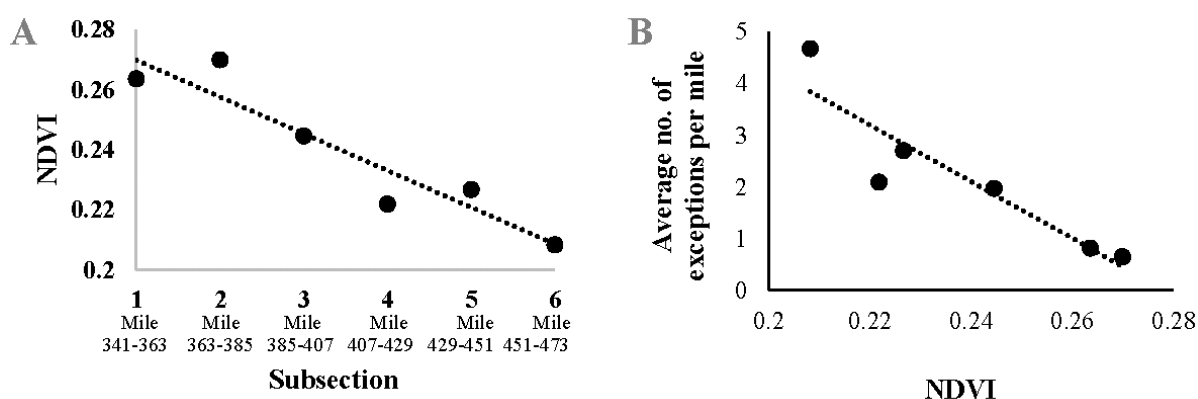 A
NDVI
0.28
0.26
0.24
0.22
0.2
1 2 3 4 5 6
Mile Mile Mile Mile Mile Mile
341-363 363-385 385-407 407-429 429-451 451-473
Subsection
B
Average no. of
exceptions per mile
5
4
3
2
1
0
0.2 0.22 0.24 0.26 0.28
NDVI